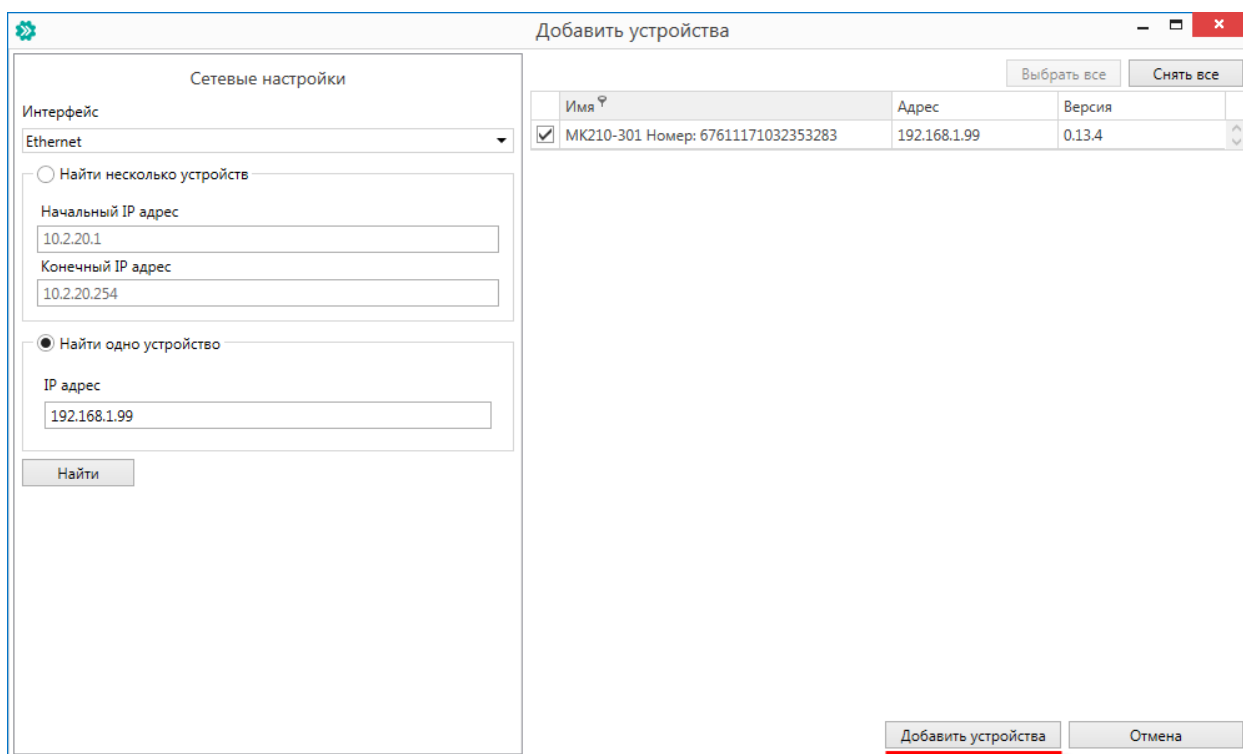 Добавить устройства
Сетевые настройки
Интерфейс
Ethernet
Найти несколько устройств
Начальный IP адрес
10.2.20.1
Конечный IP адрес
10.2.20.254
Найти одно устройство
IP адрес
192.168.1.99
Найти
Выбрать все Снять все
Имя Адрес Версия
МК210-301 Номер: 67611171032353283 192.168.1.99 0.13.4
Добавить устройства Отмена